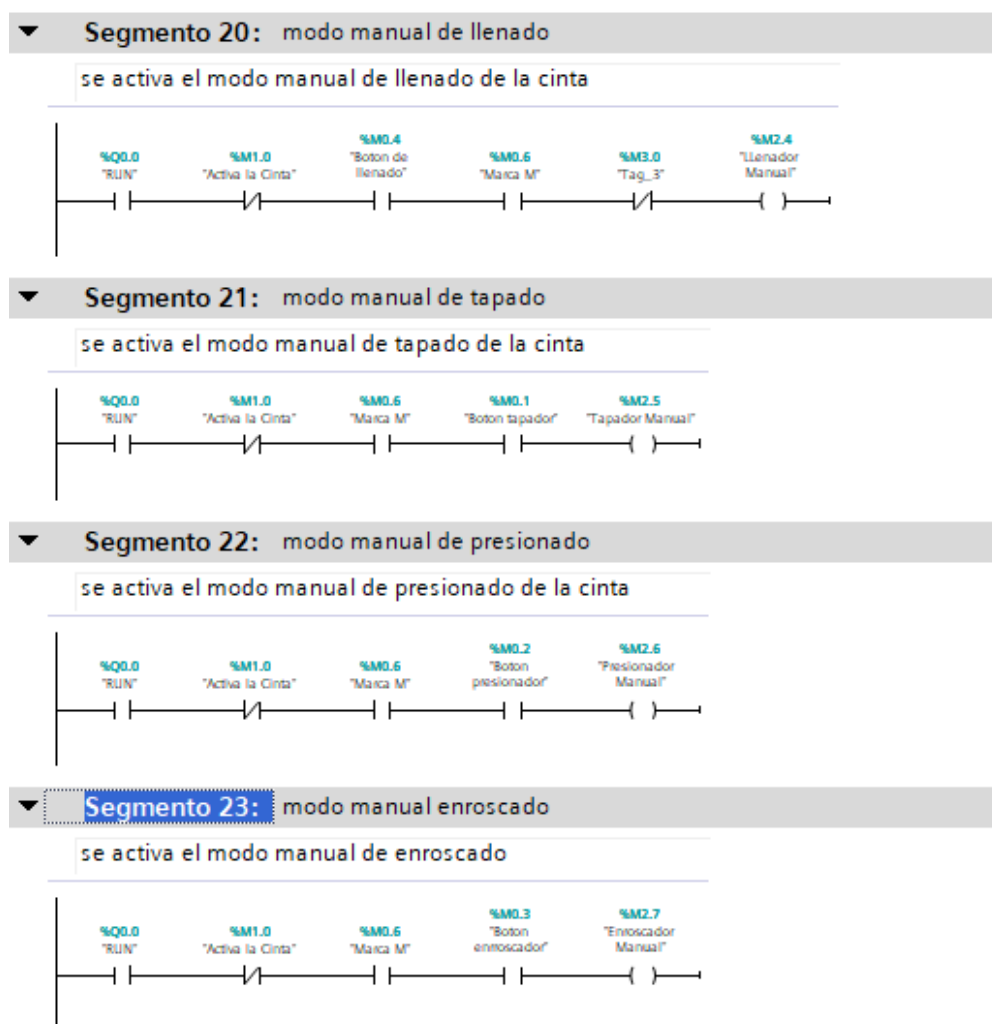 Segmento 20: modo manual de llenado
se activa el modo manual de llenado de la cinta
%Q0.0 %M1.0 %M0.4 %M0.6 %M3.0 %M2.4
"RUN" "Activa la Cinta" "Boton de llenado" "Marca M" "Tag_3" "LLenador Manual"
Segmento 21: modo manual de tapado
se activa el modo manual de tapado de la cinta
%Q0.0 %M1.0 %M0.6 %M0.1 %M2.5
"RUN" "Activa la Cinta" "Marca M" "Boton tapador" "Tapador Manual"
Segmento 22: modo manual de presionado
se activa el modo manual de presionado de la cinta
%Q0.0 %M1.0 %M0.6 %M0.2 %M2.6
"RUN" "Activa la Cinta" "Marca M" "Boton presionador" "Presionador Manual"
Segmento 23: modo manual enroscado
se activa el modo manual de enroscado
%Q0.0 %M1.0 %M0.6 %M0.3 %M2.7
"RUN" "Activa la Cinta" "Marca M" "Boton enroscador" "Enroscador Manual"